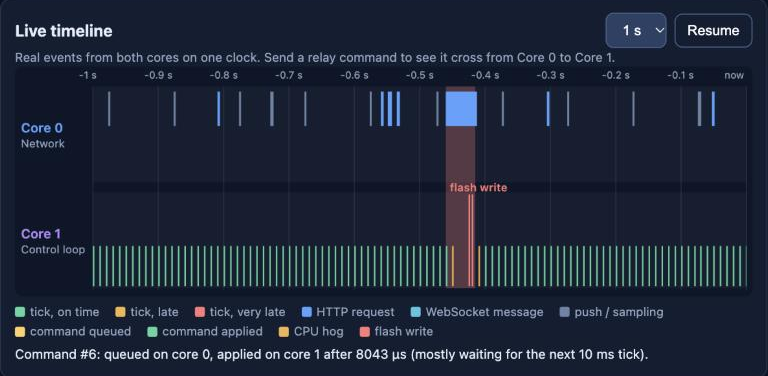 Live timeline
1 s
Resume
Real events from both cores on one clock. Send a relay command to see it cross from Core 0 to Core 1.
-1 s -0.9 s -0.8 s -0.7 s -0.6 s -0.5 s -0.4 s -0.3 s -0.2 s -0.1 s now
Core 0
Network
flash write
Core 1
Control loop
tick, on time tick, late tick, very late HTTP request WebSocket message push / sampling
command queued command applied CPU hog flash write
Command #6: queued on core 0, applied on core 1 after 8043 µs (mostly waiting for the next 10 ms tick).